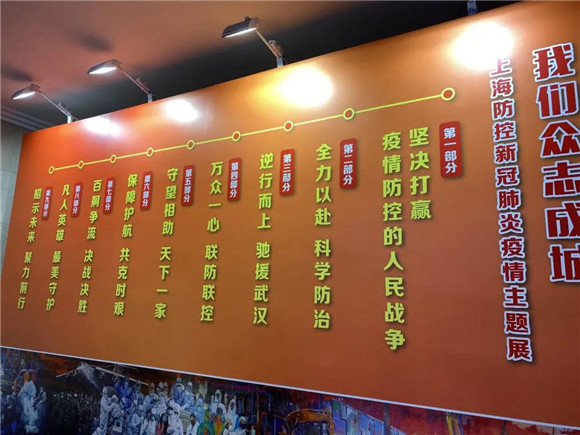 我们众志成城
上海防控新冠肺炎疫情主题展
第一部分
坚决打赢
疫情防控的人民战争
第二部分
全力以赴 科学防治
第三部分
逆行而上 驰援武汉
第四部分
万众一心 联防联控
第五部分
守望相助 天下一家
第六部分
保障护航 共克时艰
第七部分
百舸争流 决战决胜
第八部分
凡人英雄 最美守护
第九部分
昭示未来 聚力前行